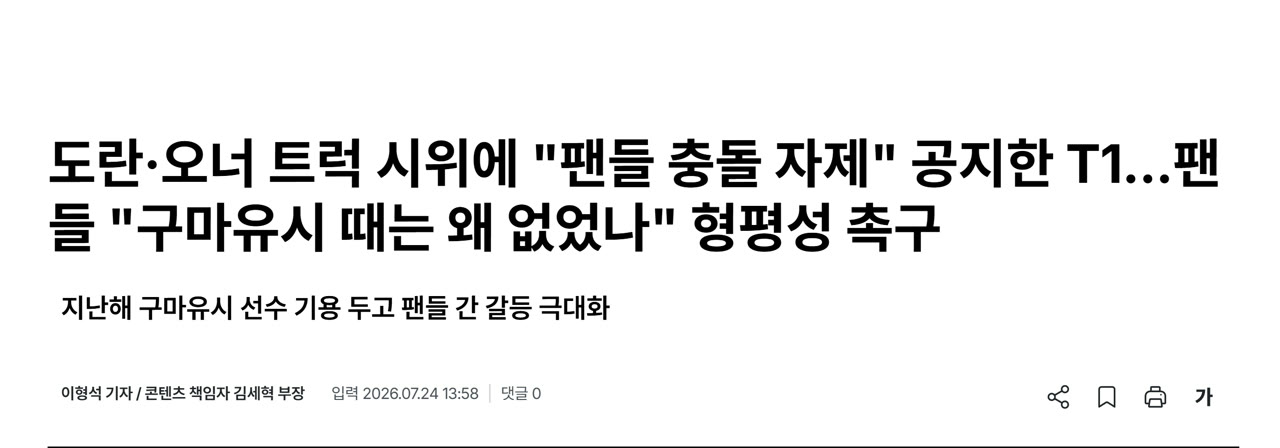 도란·오너 트럭 시위에 "팬들 충돌 자제" 공지한 T1…팬
들 "구마유시 때는 왜 없었나" 형평성 촉구
지난해 구마유시 선수 기용 두고 팬들 간 갈등 극대화
이형석 기자 / 콘텐츠 책임자 김세혁 부장 입력 2026.07.24 13:58 댓글 0 가